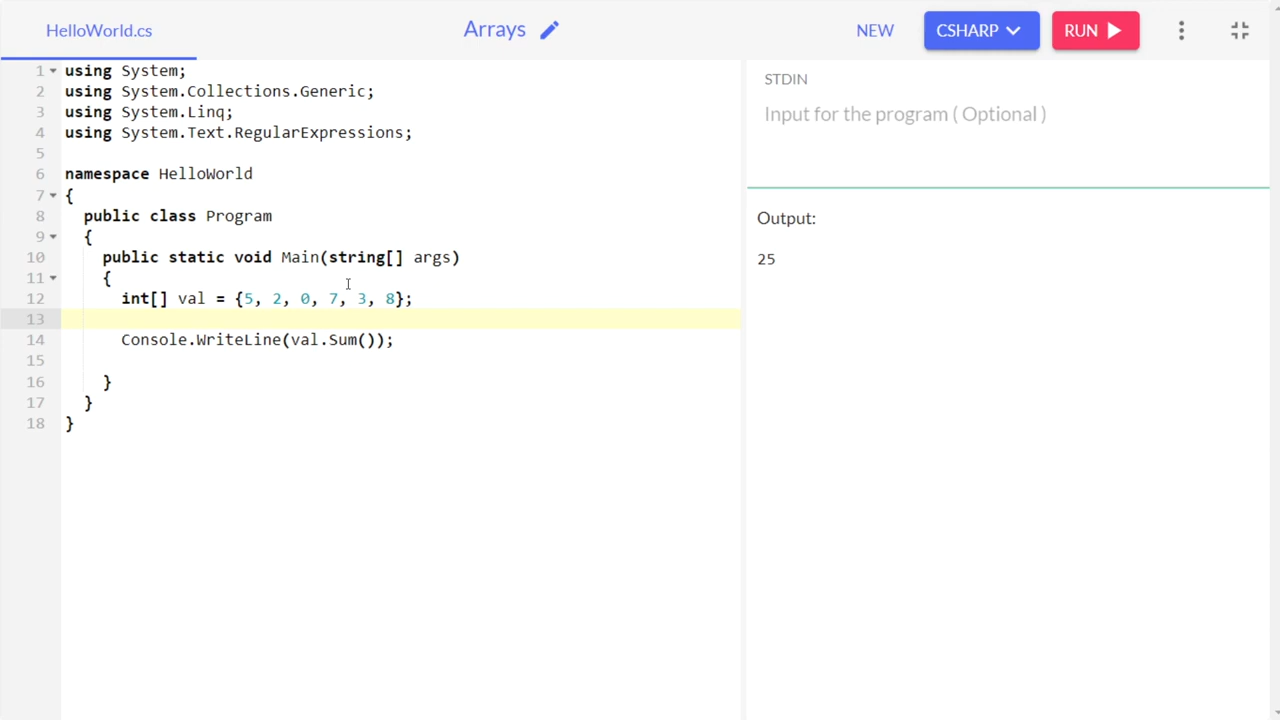 HelloWorld.cs
Arrays
NEW
CSHARP
RUN
1 using System;
2 using System.Collections.Generic;
3 using System.Linq;
4 using System.Text.RegularExpressions;
5
6 namespace HelloWorld
7 {
8 public class Program
9 {
10 public static void Main(string[] args)
11 {
12 int[] val = {5, 2, 0, 7, 3, 8};
13
14 Console.WriteLine(val.Sum());
15
16 }
17 }
18 }
STDIN
Input for the program ( Optional )
Output:
25